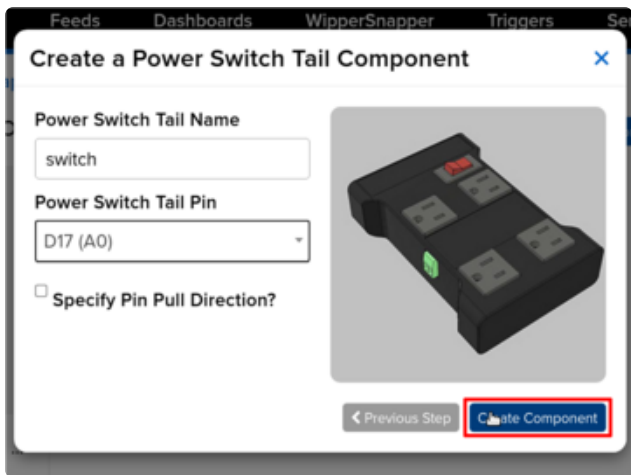 Feeds Dashboards WipperSnapper Triggers Se
Create a Power Switch Tail Component
Power Switch Tail Name
switch
Power Switch Tail Pin
D17 (A0)
Specify Pin Pull Direction?
Previous Step Create Component
...